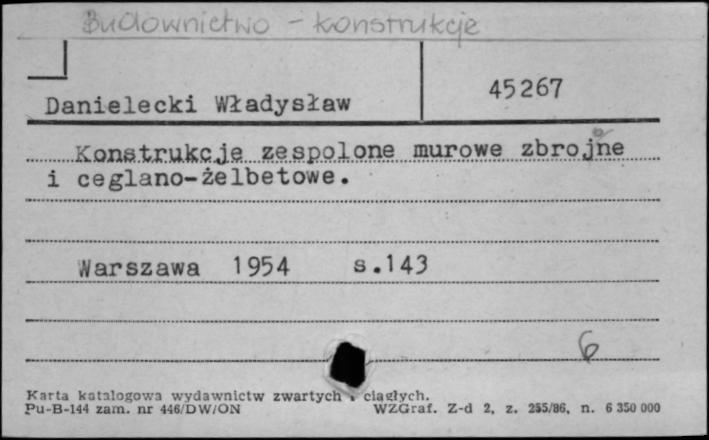 Budownictwo - konstrukcje
45267
Danielecki Władysław
Konstrukcje zespolone murowe zbrojne
i ceglano-żelbetowe.
Warszawa 1954 s.143
6
Karta katalogowa wydawnictw zwartych i ciągłych.
Pu-B-144 zam. nr 446/DW/ON WZGraf. Z-d 2, z. 255/86, n. 6 350 000